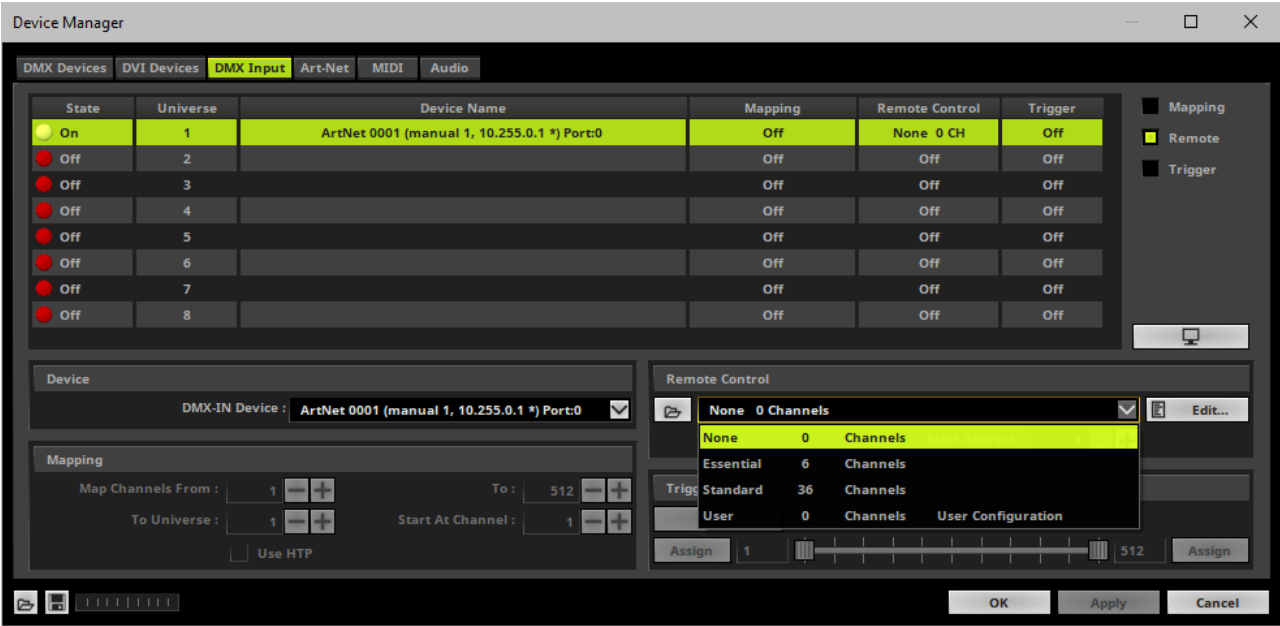 Device Manager
DMX Devices DVI Devices DMX Input Art-Net MIDI Audio
State Universe Device Name Mapping Remote Control Trigger
On 1 ArtNet 0001 (manual 1, 10.255.0.1 *) Port:0 Off None 0 CH Off
Off 2 Off Off Off
Off 3 Off Off Off
Off 4 Off Off Off
Off 5 Off Off Off
Off 6 Off Off Off
Off 7 Off Off Off
Off 8 Off Off Off
Mapping
Remote
Trigger
Device
DMX-IN Device : ArtNet 0001 (manual 1, 10.255.0.1 *) Port:0
Mapping
Map Channels From : 1 To : 512
To Universe : 1 Start At Channel : 1
Use HTP
Remote Control
None 0 Channels Edit...
None 0 Channels Start Address 1
Essential 6 Channels
Standard 36 Channels
User 0 Channels User Configuration
Trigg
Assign 1 512 Assign
OK Apply Cancel